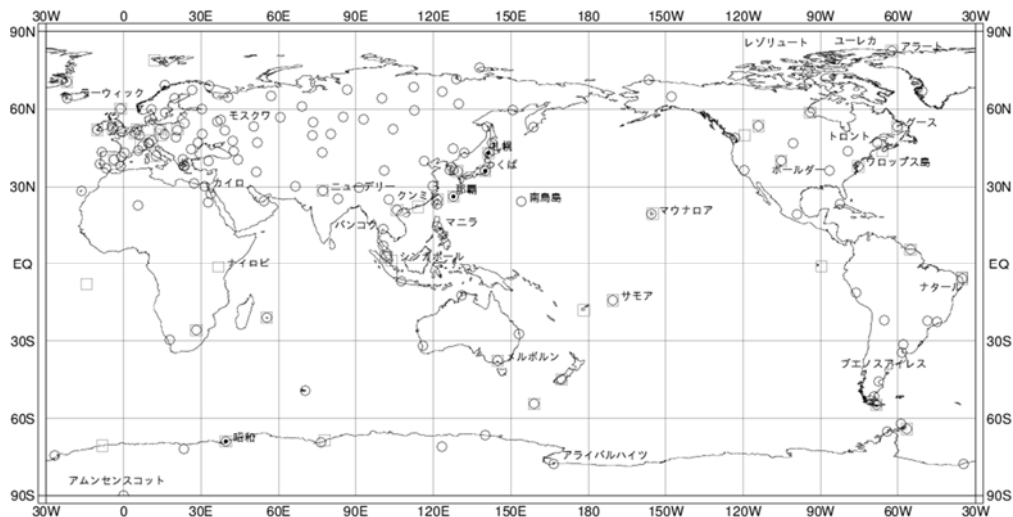 30W 0 30E 60E 90E 120E 150E 180 150W 120W 90W 60W 30W
90N 90N
レゾリュート ユーレカ アラート
ラーウィック
60N 60N
モスクワ グース
トロント
札幌
つくば ボールダー ウロップス島
30N カイロ ニューデリー クンミン 那覇 南鳥島 30N
バンコク マニラ マウナロア
EQ ナイロビ シンガポール EQ
サモア ナタール
30S 30S
メルボルン ブエノスアイレス
60S 60S
昭和
アライバルハイツ
アムンセンスコット
90S 90S
30W 0 30E 60E 90E 120E 150E 180 150W 120W 90W 60W 30W